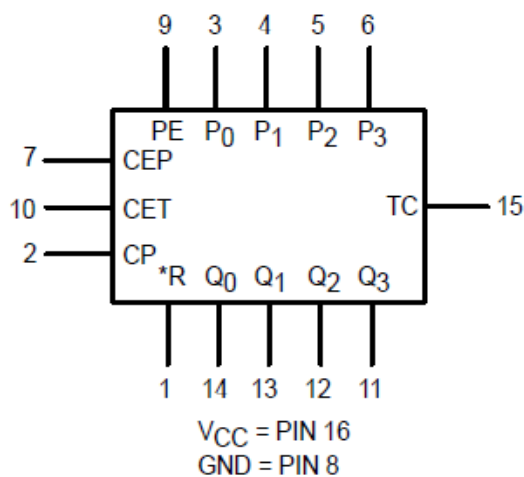 9 3 4 5 6
PE P0 P1 P2 P3
7 CEP
10 CET TC 15
2 CP
*R Q0 Q1 Q2 Q3
1 14 13 12 11
VCC = PIN 16
GND = PIN 8